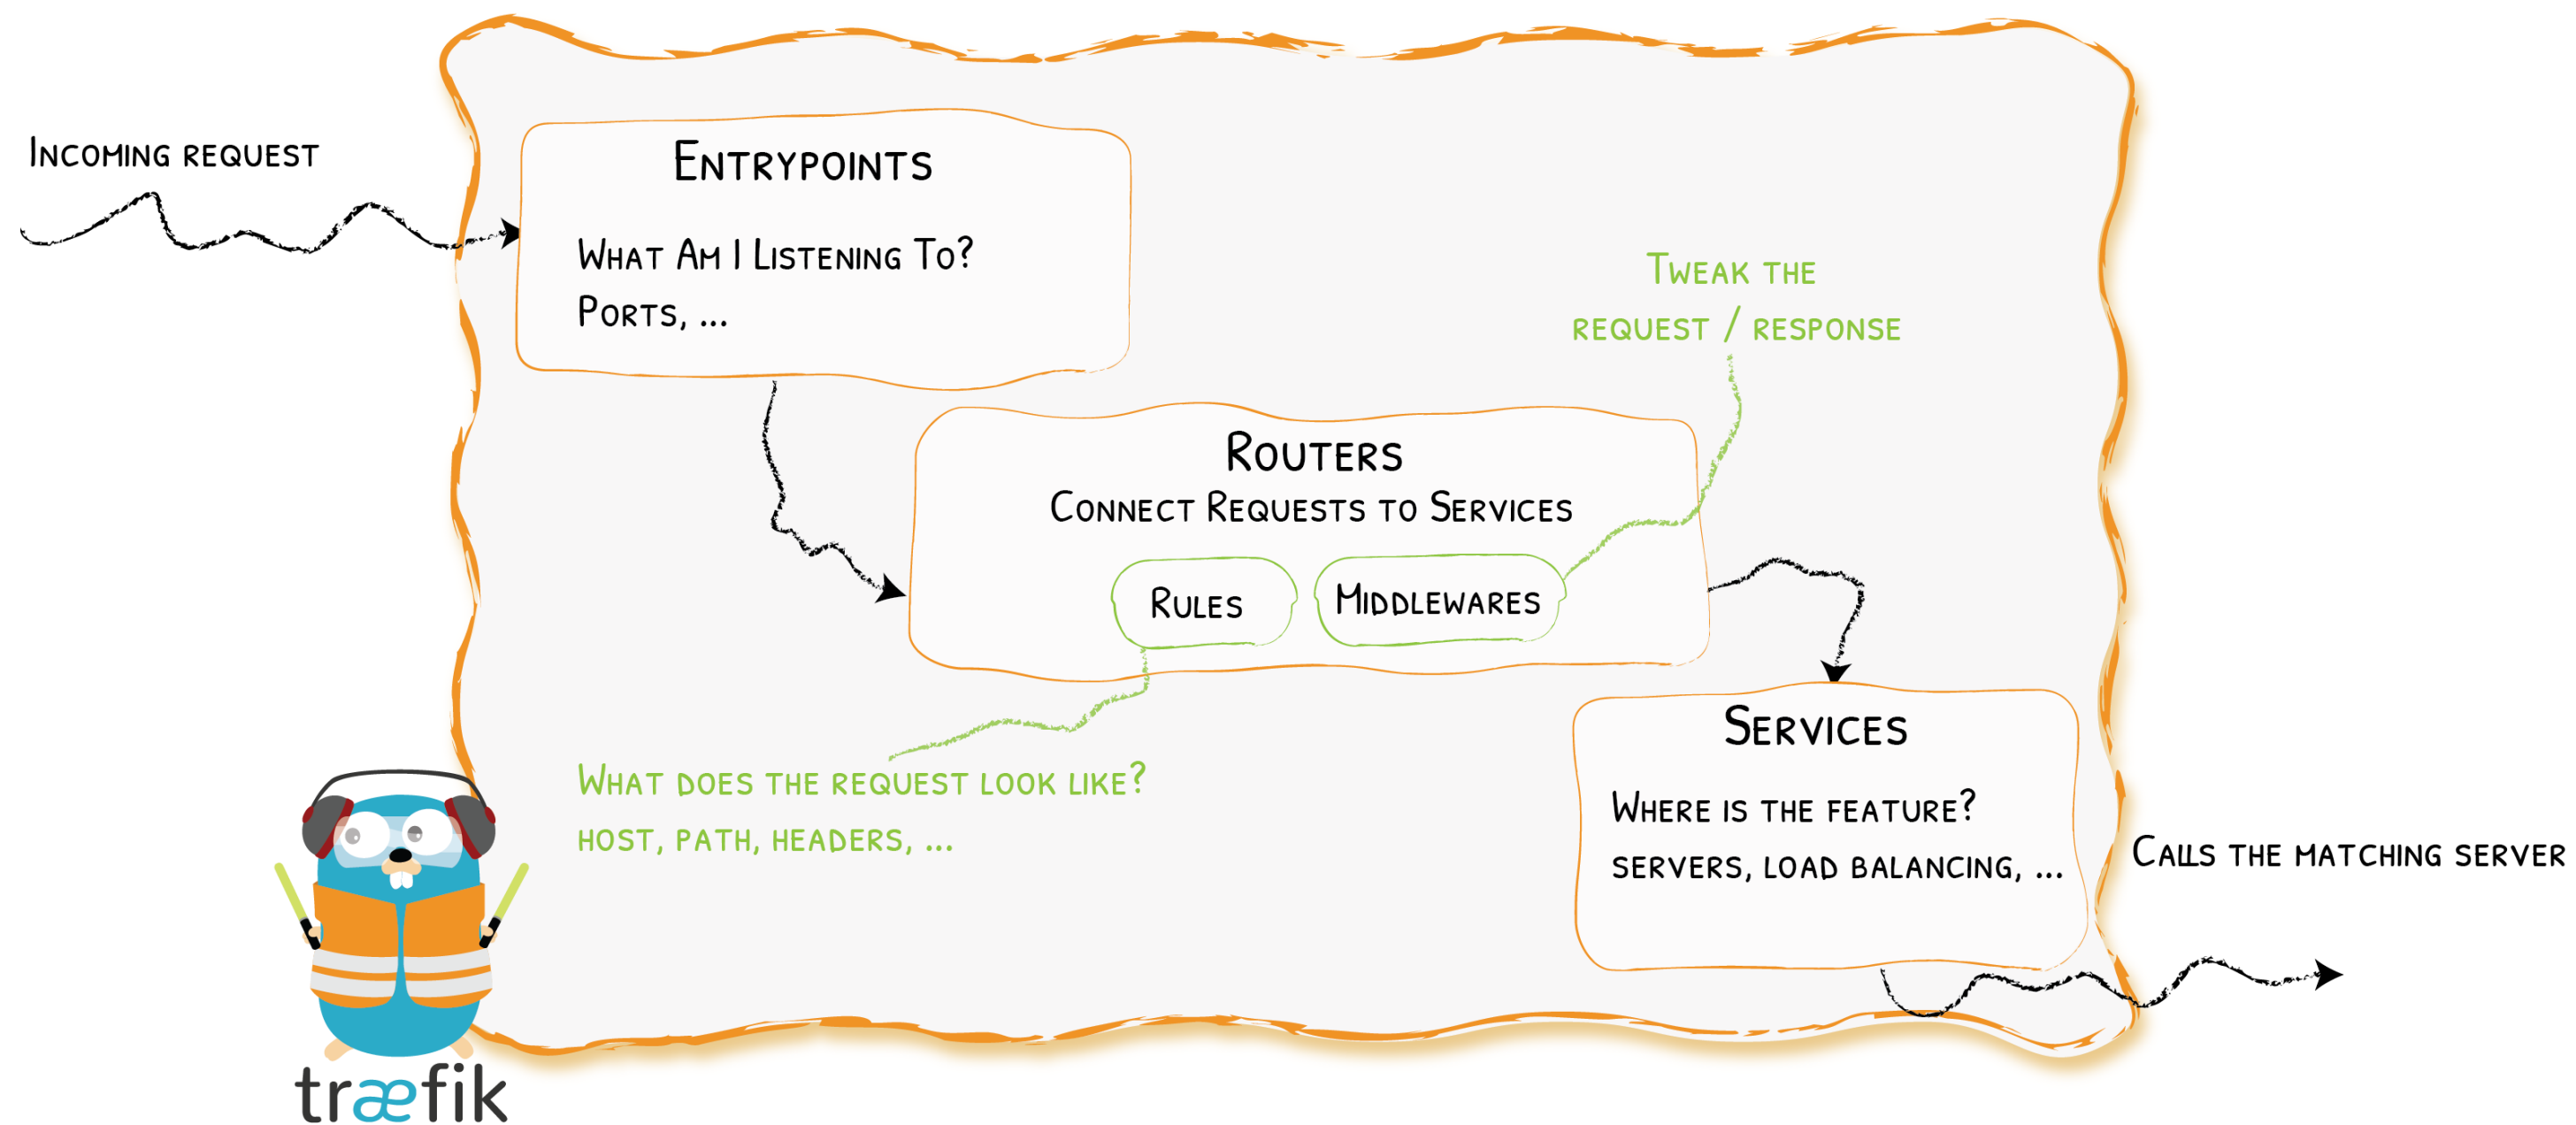 Incoming request
Entrypoints
What Am I Listening To?
Ports, ...
Tweak the
request / response
Routers
Connect Requests to Services
Rules
Middlewares
What does the request look like?
host, path, headers, ...
Services
Where is the feature?
servers, load balancing, ...
Calls the matching server
træfik